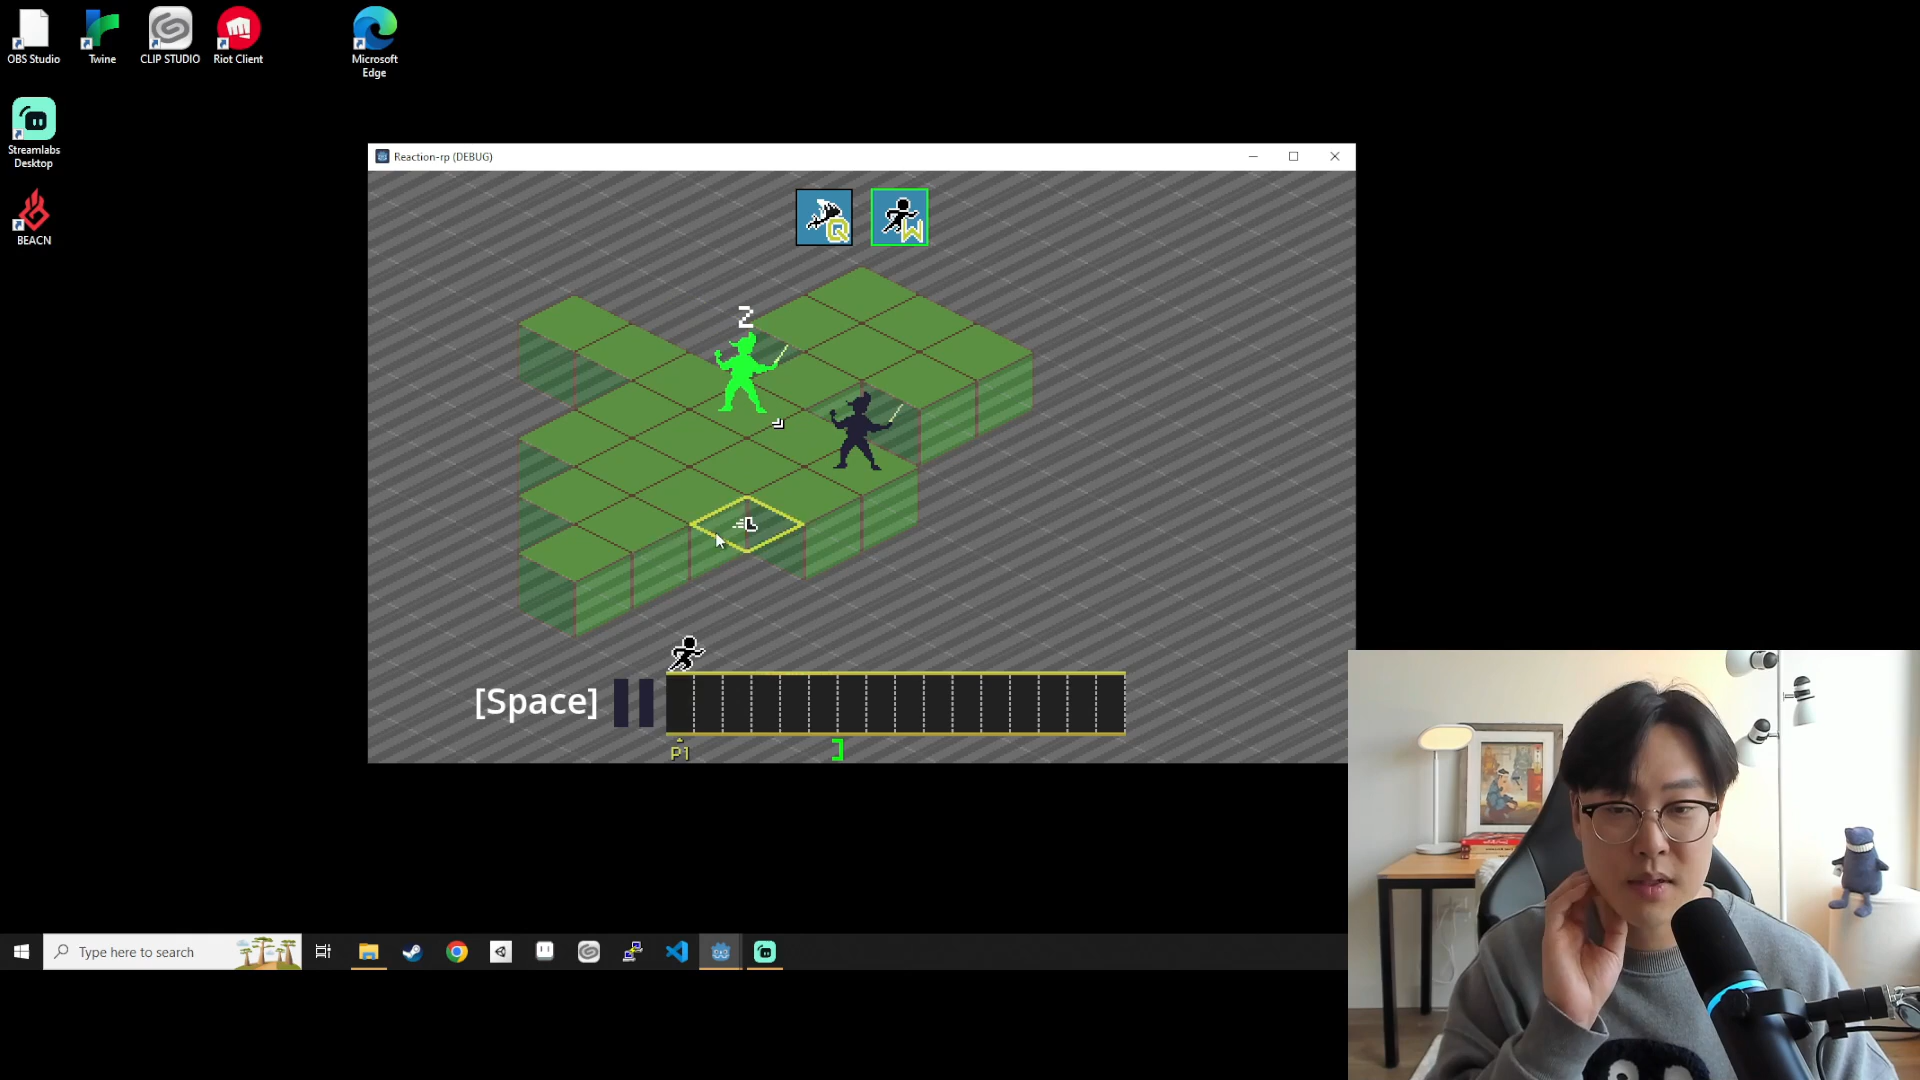 OBS Studio
Twine
CLIP STUDIO
Riot Client
Microsoft
Edge
Streamlabs
Desktop
BEACN
Reaction-rp (DEBUG)
Q
W
2
[Space]
P1
]
Type here to search